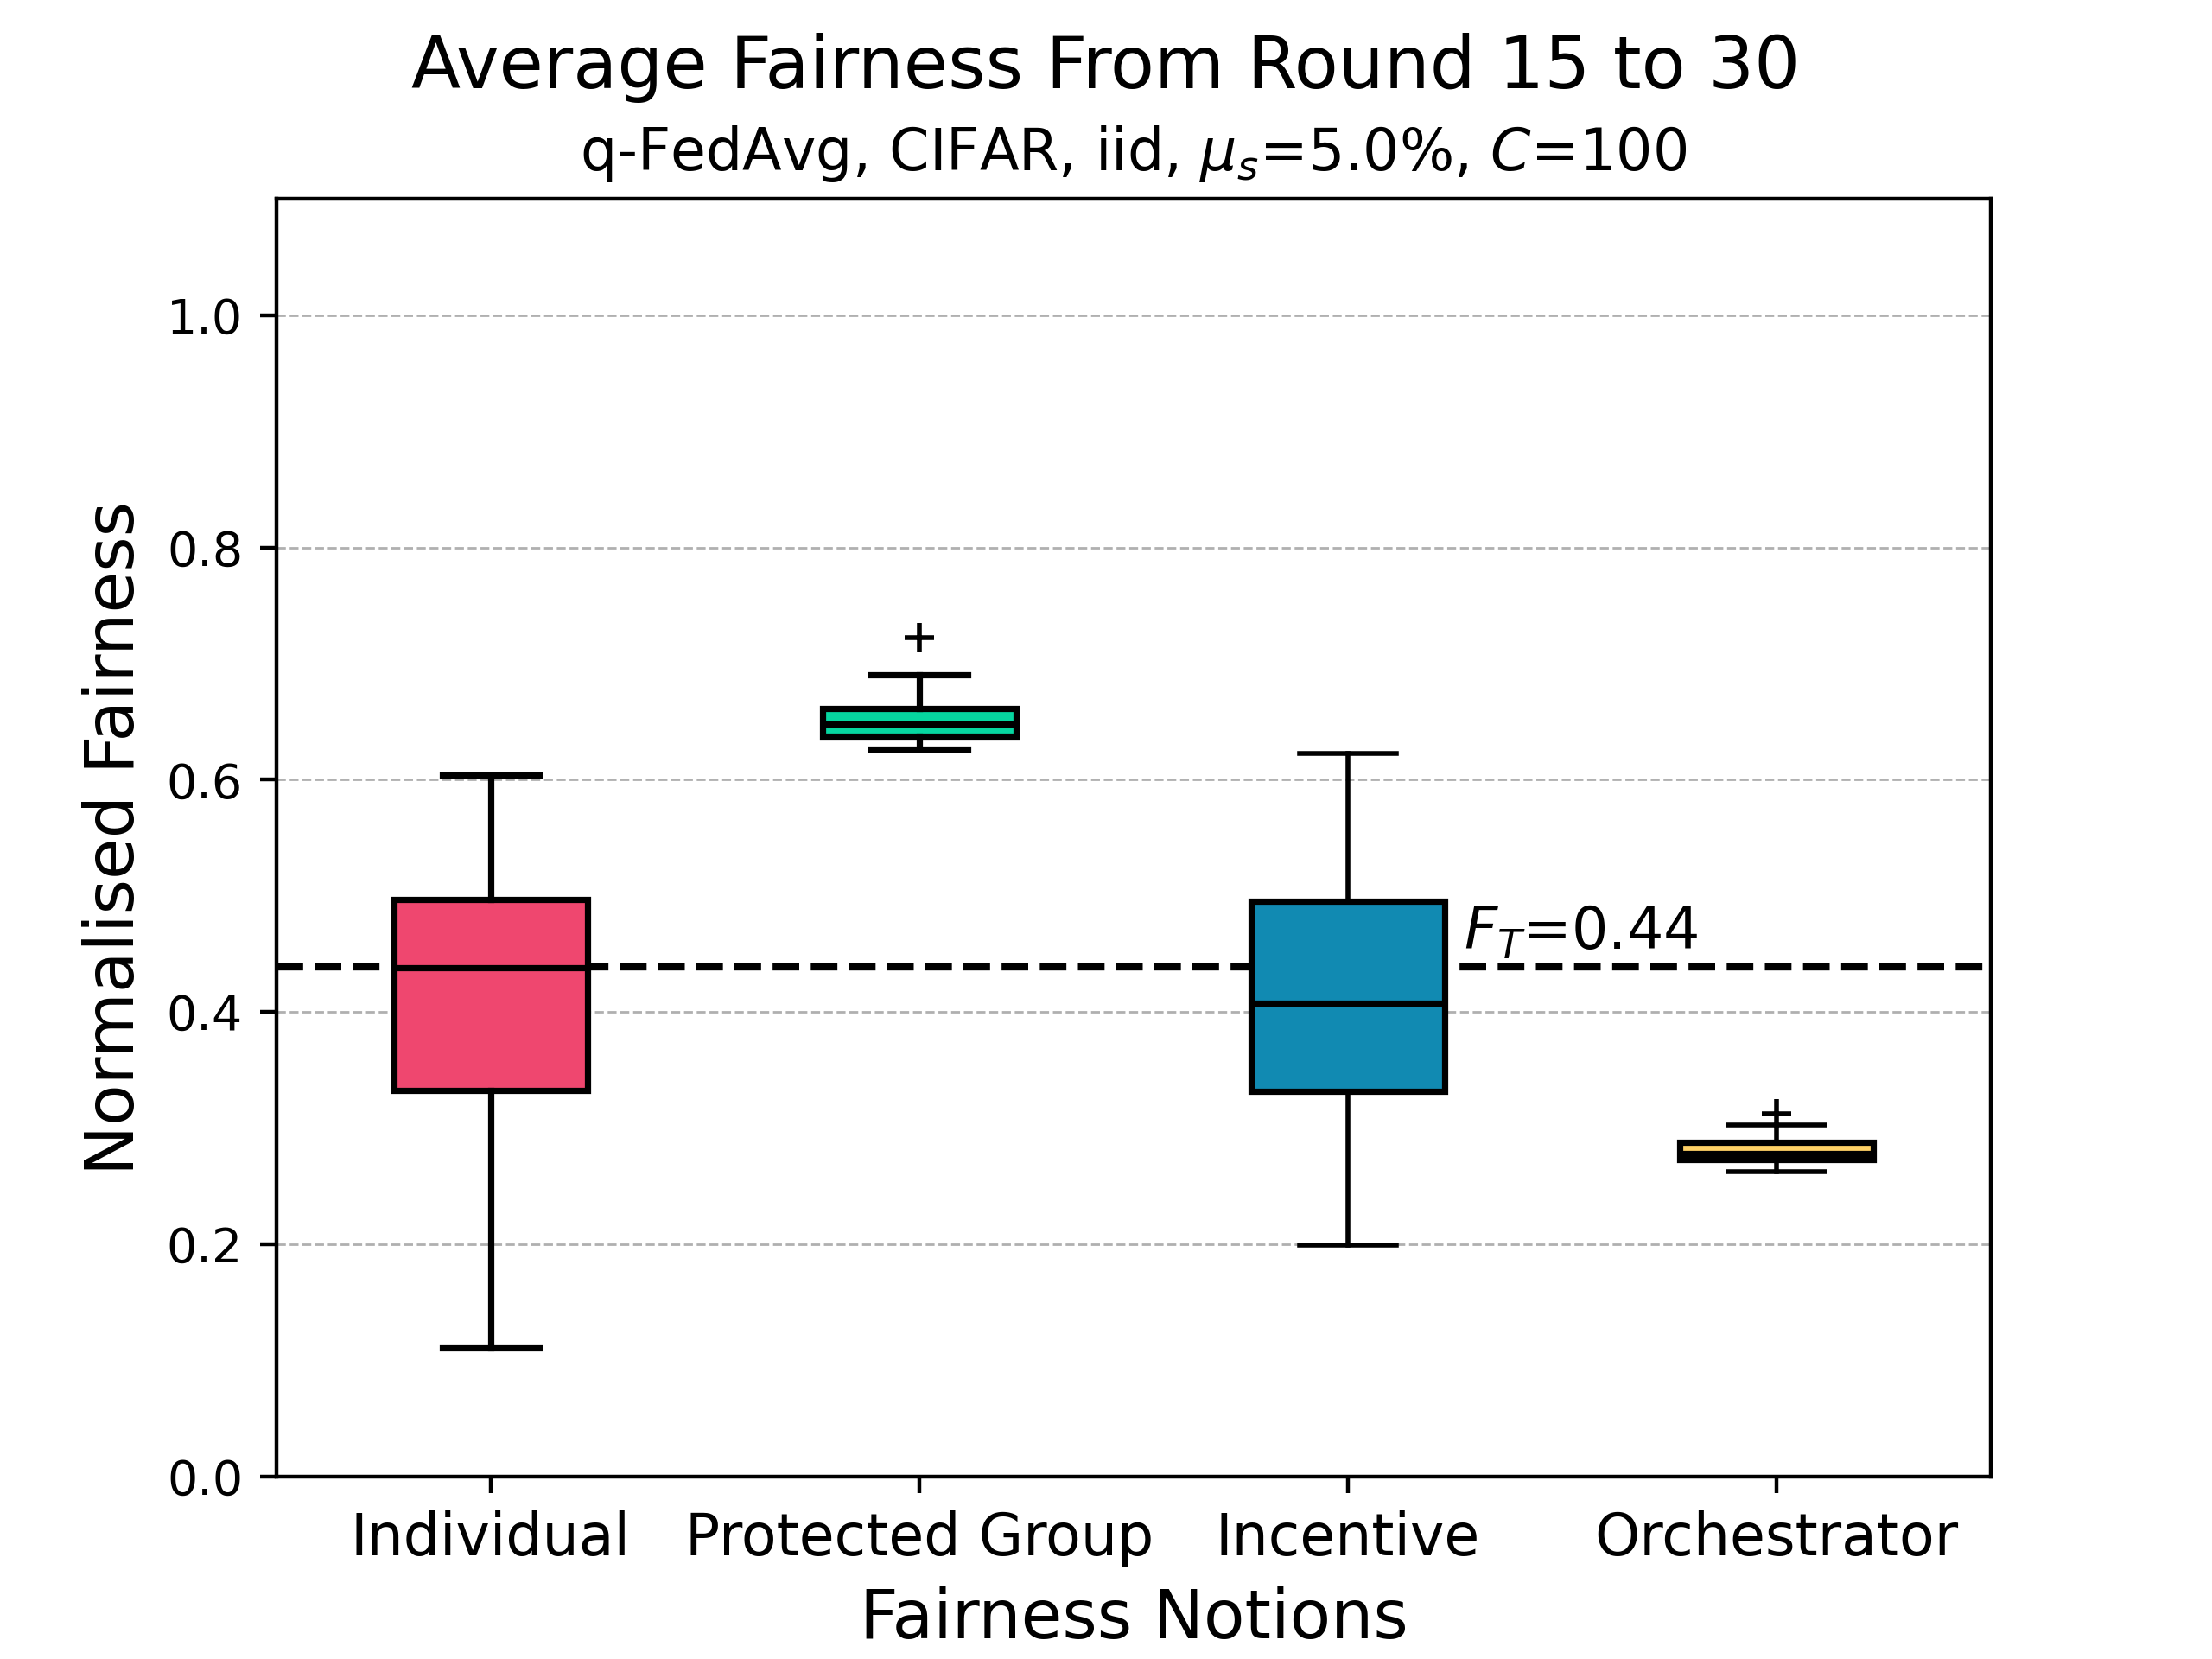 Average Fairness From Round 15 to 30
q-FedAvg, CIFAR, iid, μₛ=5.0%, C=100
Normalised Fairness
1.0
0.8
0.6
0.4
0.2
0.0
F_T=0.44
Individual Protected Group Incentive Orchestrator
Fairness Notions